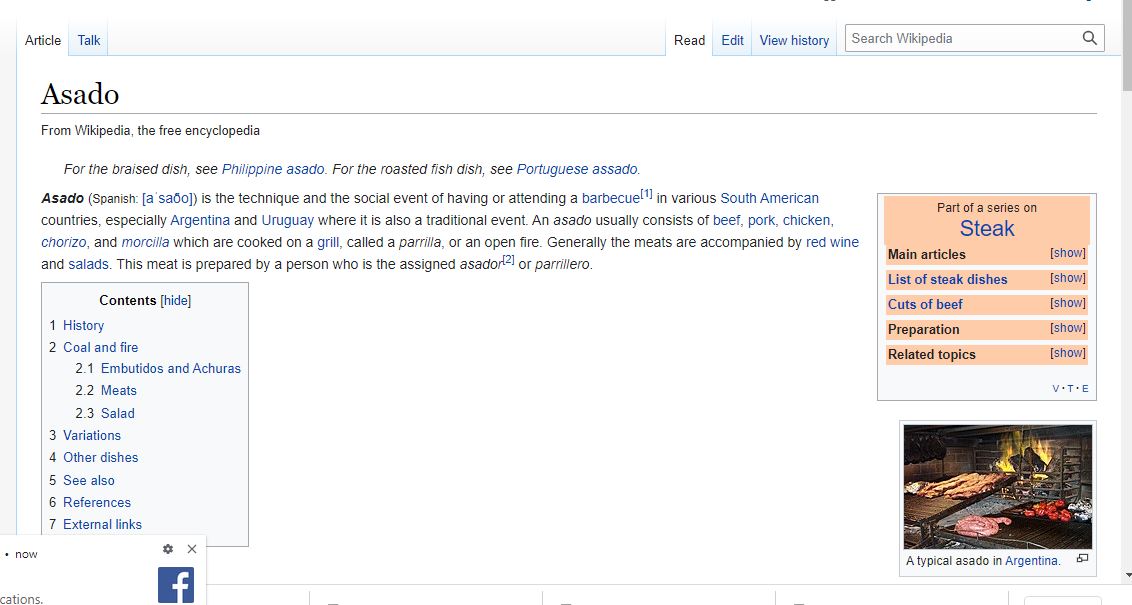 Article Talk Read Edit View history Search Wikipedia
Asado
From Wikipedia, the free encyclopedia
For the braised dish, see Philippine asado. For the roasted fish dish, see Portuguese assado.
Asado (Spanish: [aˈsaðo]) is the technique and the social event of having or attending a barbecue[1] in various South American
countries, especially Argentina and Uruguay where it is also a traditional event. An asado usually consists of beef, pork, chicken,
chorizo, and morcilla which are cooked on a grill, called a parrilla, or an open fire. Generally the meats are accompanied by red wine
and salads. This meat is prepared by a person who is the assigned asador[2] or parrillero.
Part of a series on
Steak
Main articles [show]
List of steak dishes [show]
Cuts of beef [show]
Preparation [show]
Related topics [show]
V · T · E
Contents [hide]
1 History
2 Coal and fire
2.1 Embutidos and Achuras
2.2 Meats
2.3 Salad
3 Variations
4 Other dishes
5 See also
6 References
7 External links
A typical asado in Argentina.
• now
cations.